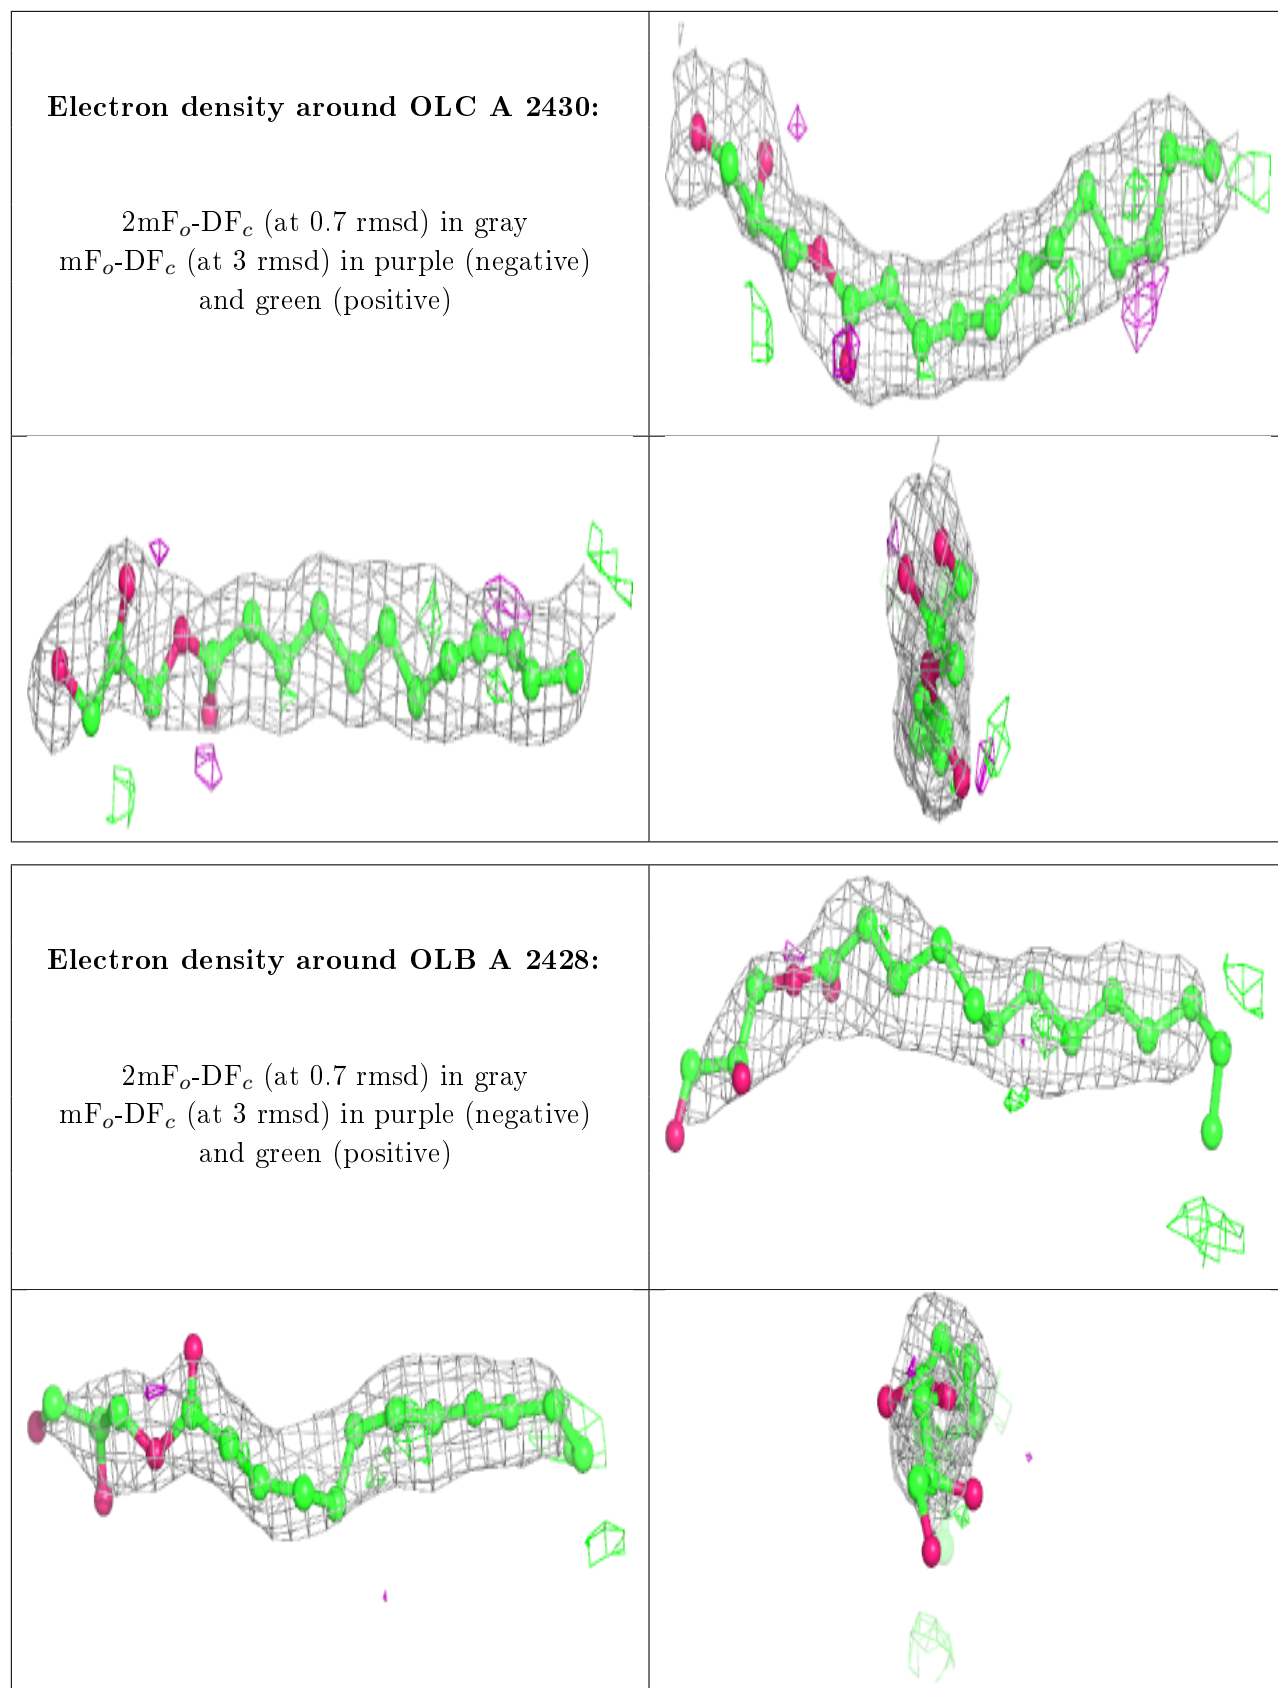 Electron density around OLC A 2430:
2mFo-DFc (at 0.7 rmsd) in gray
mFo-DFc (at 3 rmsd) in purple (negative)
and green (positive)
Electron density around OLB A 2428:
2mFo-DFc (at 0.7 rmsd) in gray
mFo-DFc (at 3 rmsd) in purple (negative)
and green (positive)